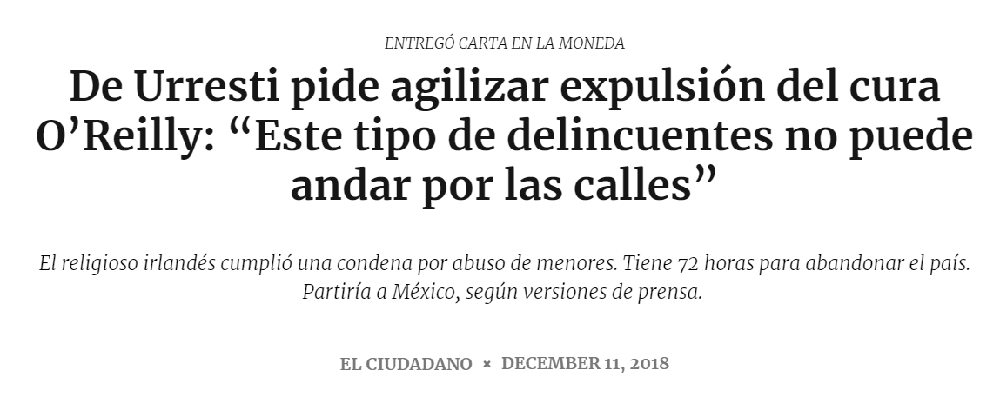 ENTREGÓ CARTA EN LA MONEDA
De Urresti pide agilizar expulsión del cura
O’Reilly: “Este tipo de delincuentes no puede
andar por las calles”
El religioso irlandés cumplió una condena por abuso de menores. Tiene 72 horas para abandonar el país.
Partiría a México, según versiones de prensa.
EL CIUDADANO × DECEMBER 11, 2018